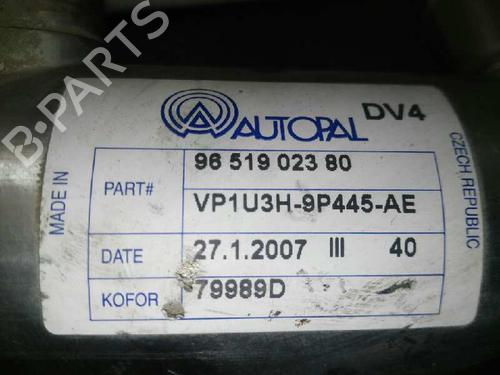 AUTOPAL
DV4
MADE IN
CZECH REPUBLIC
PART#
96 519 023 80
VP1U3H-9P445-AE
DATE
27.1.2007 III 40
KOFOR
79989D
B-PARTS